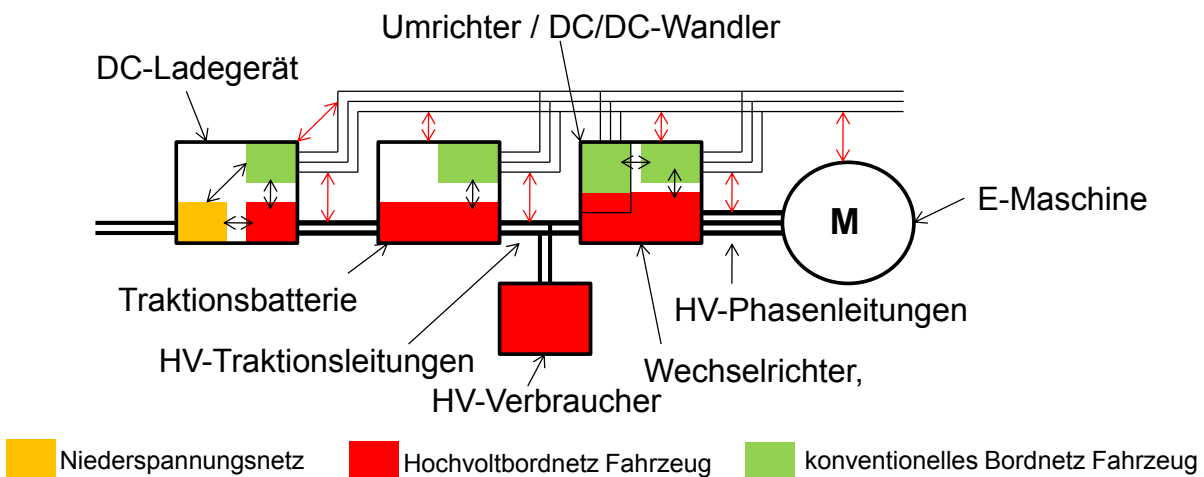 Umrichter / DC/DC-Wandler
DC-Ladegerät
E-Maschine
M
Traktionsbatterie
HV-Phasenleitungen
HV-Traktionsleitungen
Wechselrichter,
HV-Verbraucher
Niederspannungsnetz
Hochvoltbordnetz Fahrzeug
konventionelles Bordnetz Fahrzeug